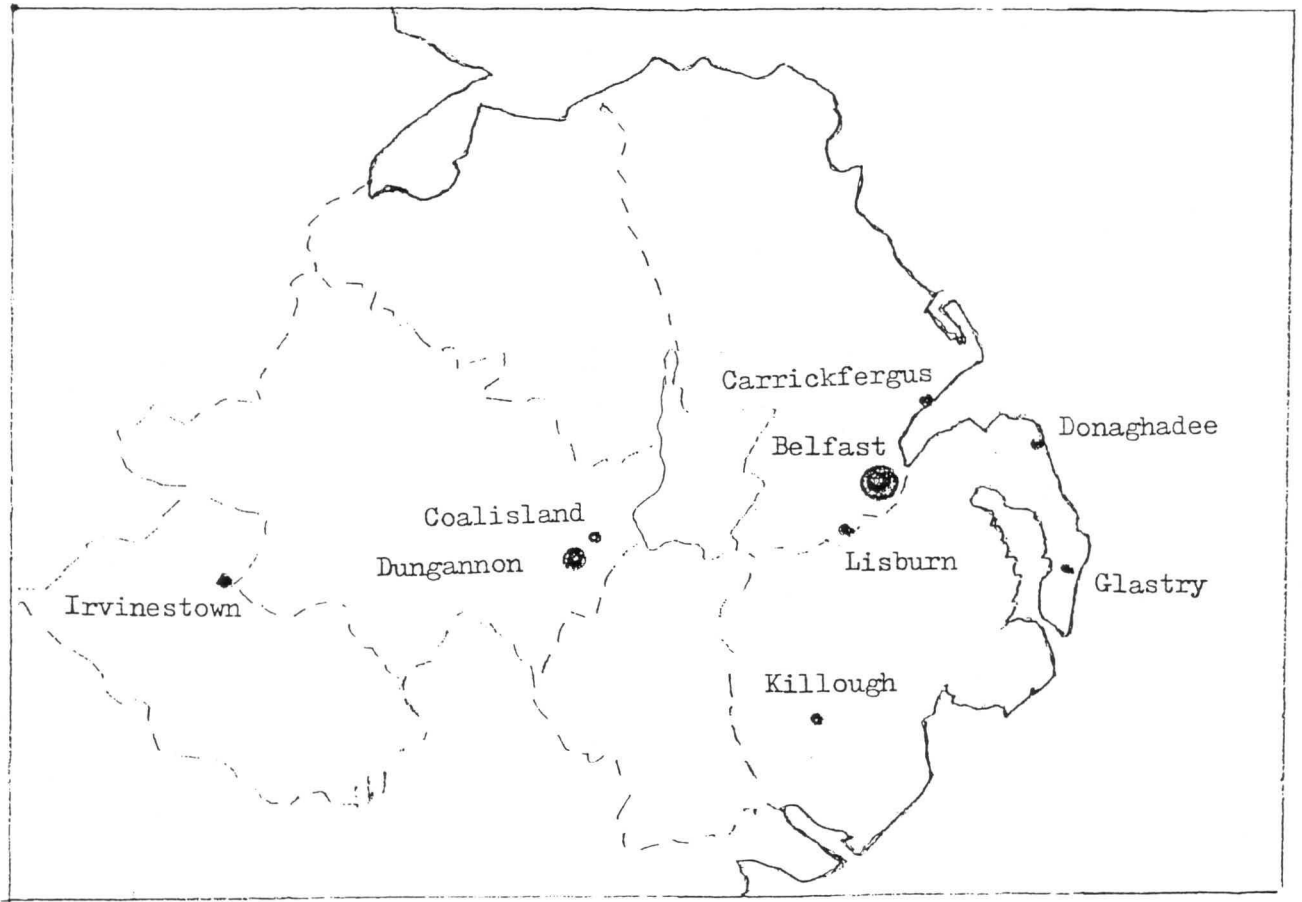 Carrickfergus
Donaghadee
Belfast
Coalisland
Dungannon
Lisburn
Glastry
Irvinestown
Killough